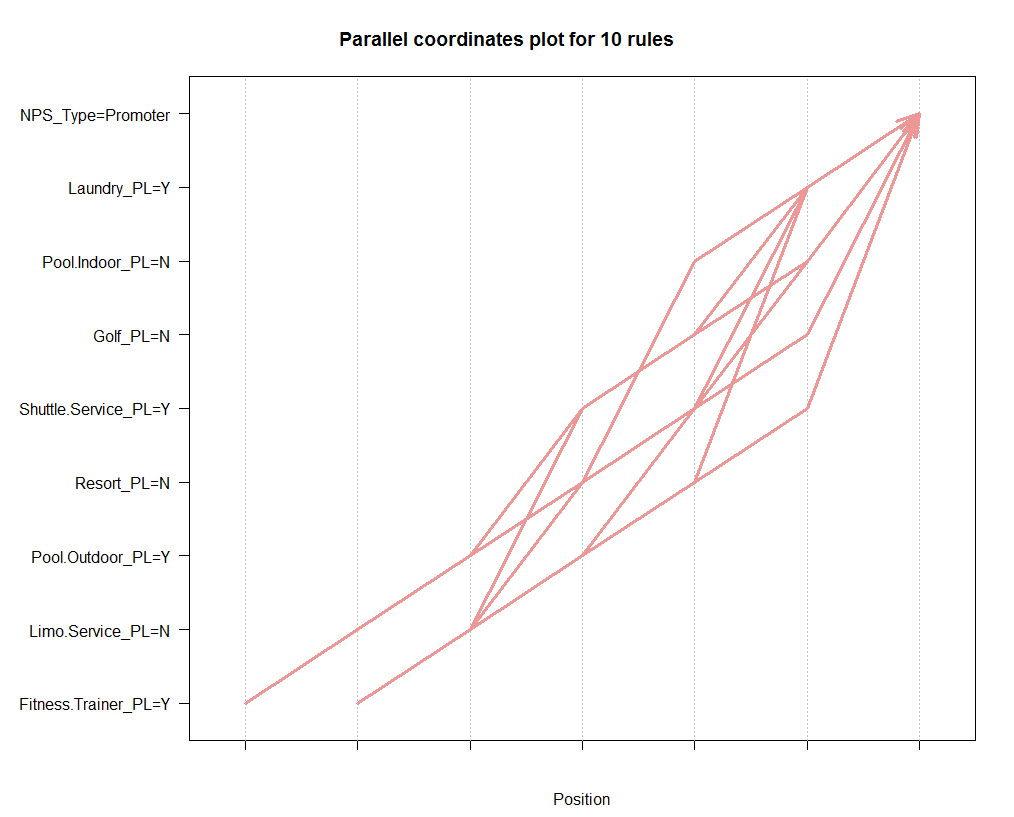 Parallel coordinates plot for 10 rules
NPS_Type=Promoter
Laundry_PL=Y
Pool.Indoor_PL=N
Golf_PL=N
Shuttle.Service_PL=Y
Resort_PL=N
Pool.Outdoor_PL=Y
Limo.Service_PL=N
Fitness.Trainer_PL=Y
Position